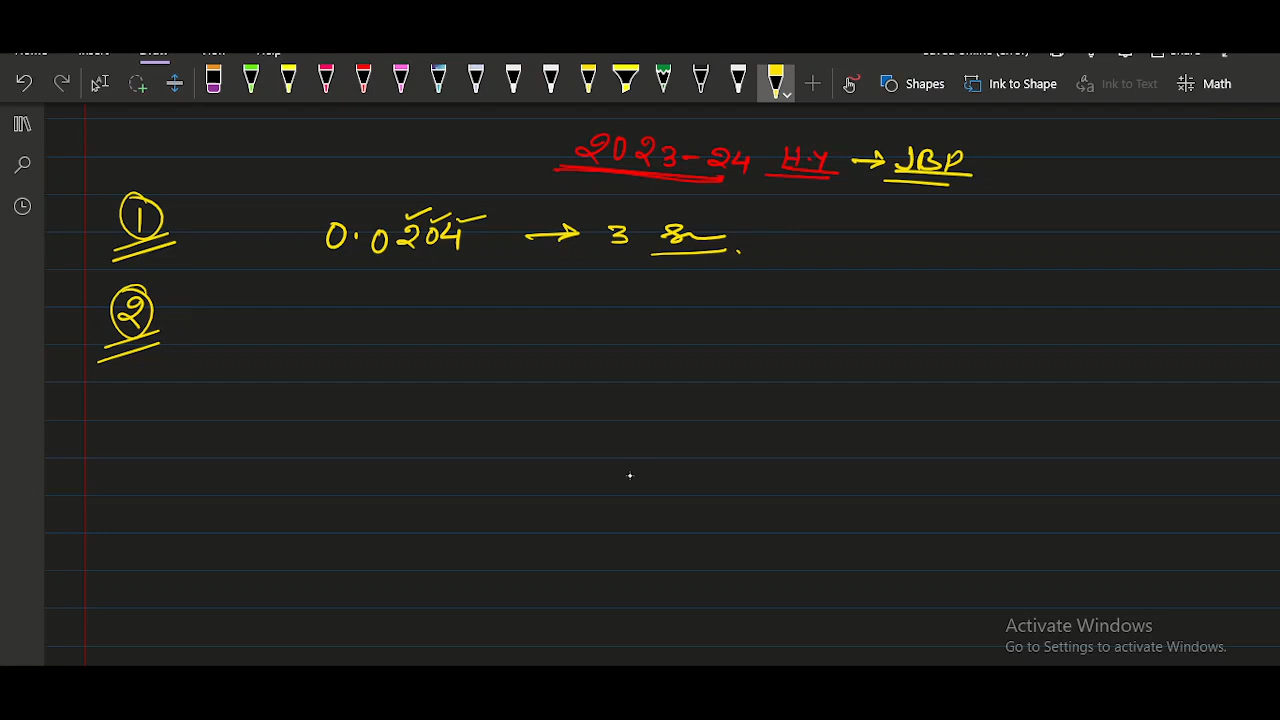 Ink to Shape
Shapes
Ink to Text
Math
2023-24 H.Y → JBP
1 0.0204 → 3
2
Activate Windows
Go to Settings to activate Windows.